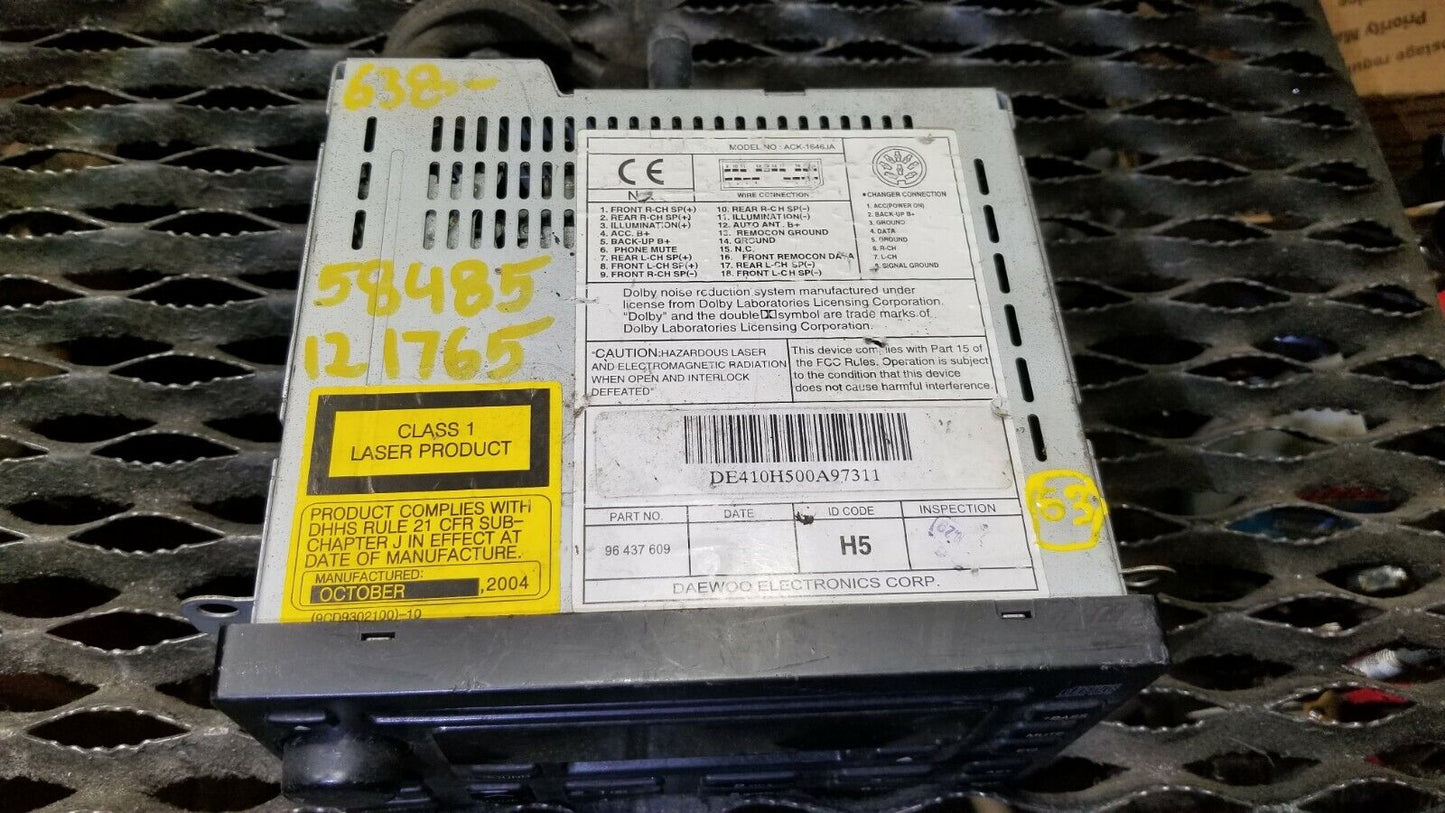 638-
58485
121765
MODEL NO : ACK-1646JA
CE
WIRE CONNECTION
1. FRONT R-CH SP(+)
2. REAR R-CH SP(+)
3. ILLUMINATION(+)
4. ACC. B+
5. BACK-UP B+
6. PHONE MUTE
7. REAR L-CH SP(+)
8. FRONT L-CH SP(+)
9. FRONT R-CH SP(-)
10. REAR R-CH SP(-)
11. ILLUMINATION(-)
12. AUTO ANT. B+
13. REMOCON GROUND
14. GROUND
15. N.C.
16. FRONT REMOCON DATA
17. REAR L-CH SP(-)
18. FRONT L-CH SP(-)
CHANGER CONNECTION
1. ACC(POWER ON)
2. BACK-UP B+
3. GROUND
4. DATA
5. GROUND
6. R-CH
7. L-CH
8. SIGNAL GROUND
Dolby noise reduction system manufactured under
license from Dolby Laboratories Licensing Corporation.
"Dolby" and the double symbol are trade marks of
Dolby Laboratories Licensing Corporation.
"CAUTION:HAZARDOUS LASER
AND ELECTROMAGNETIC RADIATION
WHEN OPEN AND INTERLOCK
DEFEATED"
This device complies with Part 15 of
the FCC Rules. Operation is subject
to the condition that this device
does not cause harmful interference.
CLASS 1
LASER PRODUCT
PRODUCT COMPLIES WITH
DHHS RULE 21 CFR SUB-
CHAPTER J IN EFFECT AT
DATE OF MANUFACTURE.
MANUFACTURED:
OCTOBER ,2004
(9CD9302100)-10
DE410H500A97311
PART NO. DATE ID CODE INSPECTION
96 437 609 H5
DAEWOO ELECTRONICS CORP.
63
MUTE
Priority Ma